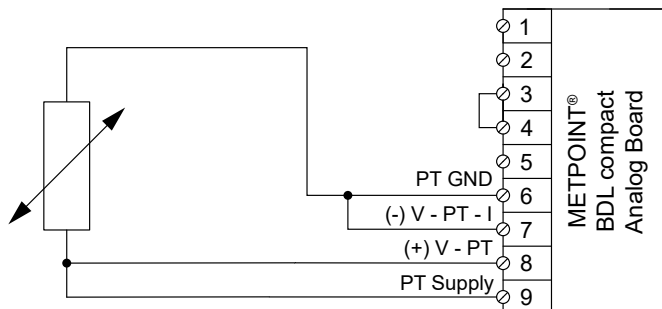 1
2
3
4
5
PT GND 6
(-) V - PT - I 7
(+) V - PT 8
PT Supply 9
METPOINT®
BDL compact
Analog Board